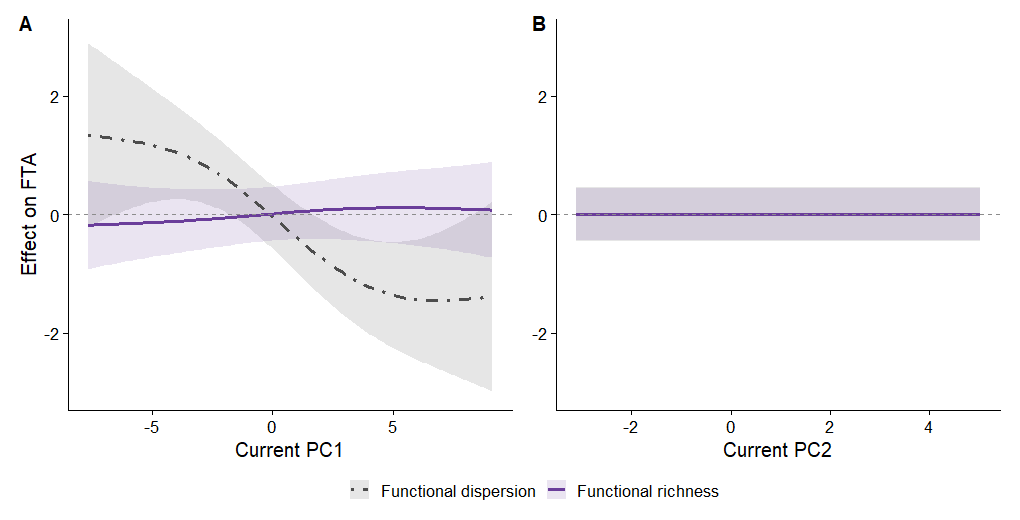 A
B
Effect on FTA
2
0
-2
-5
0
5
Current PC1
2
0
-2
-2
0
2
4
Current PC2
Functional dispersion
Functional richness